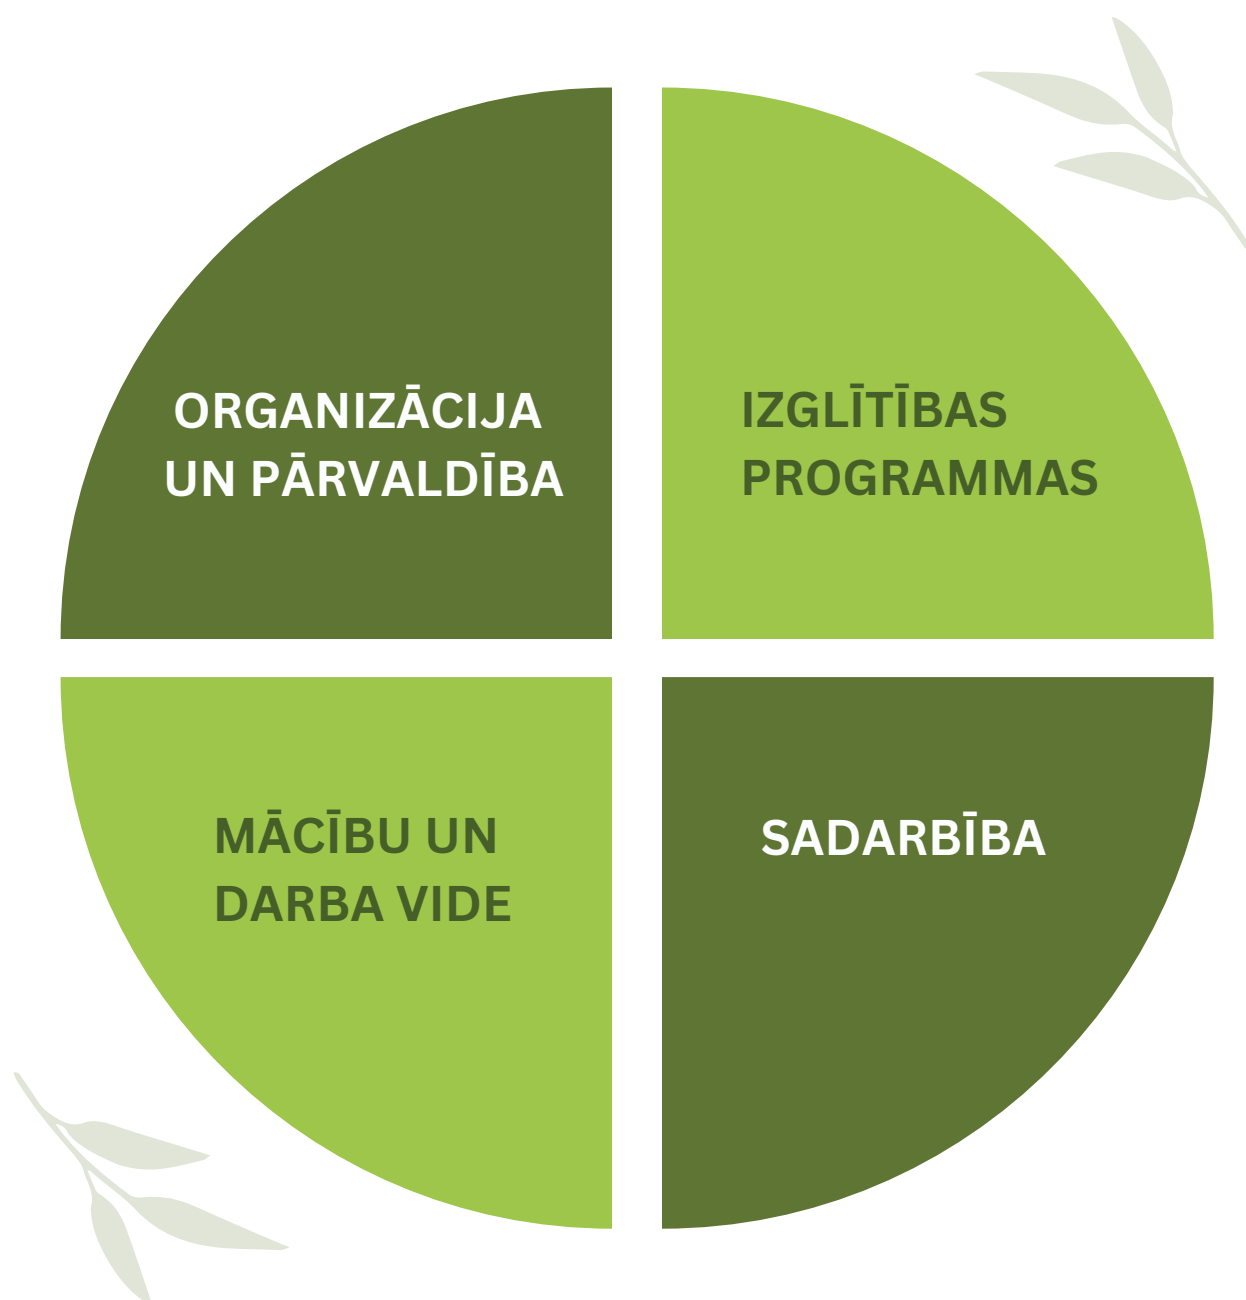 ORGANIZĀCIJA
UN PĀRVALDĪBA
IZGLĪTĪBAS
PROGRAMMAS
MĀCĪBU UN
DARBA VIDE
SADARBĪBA